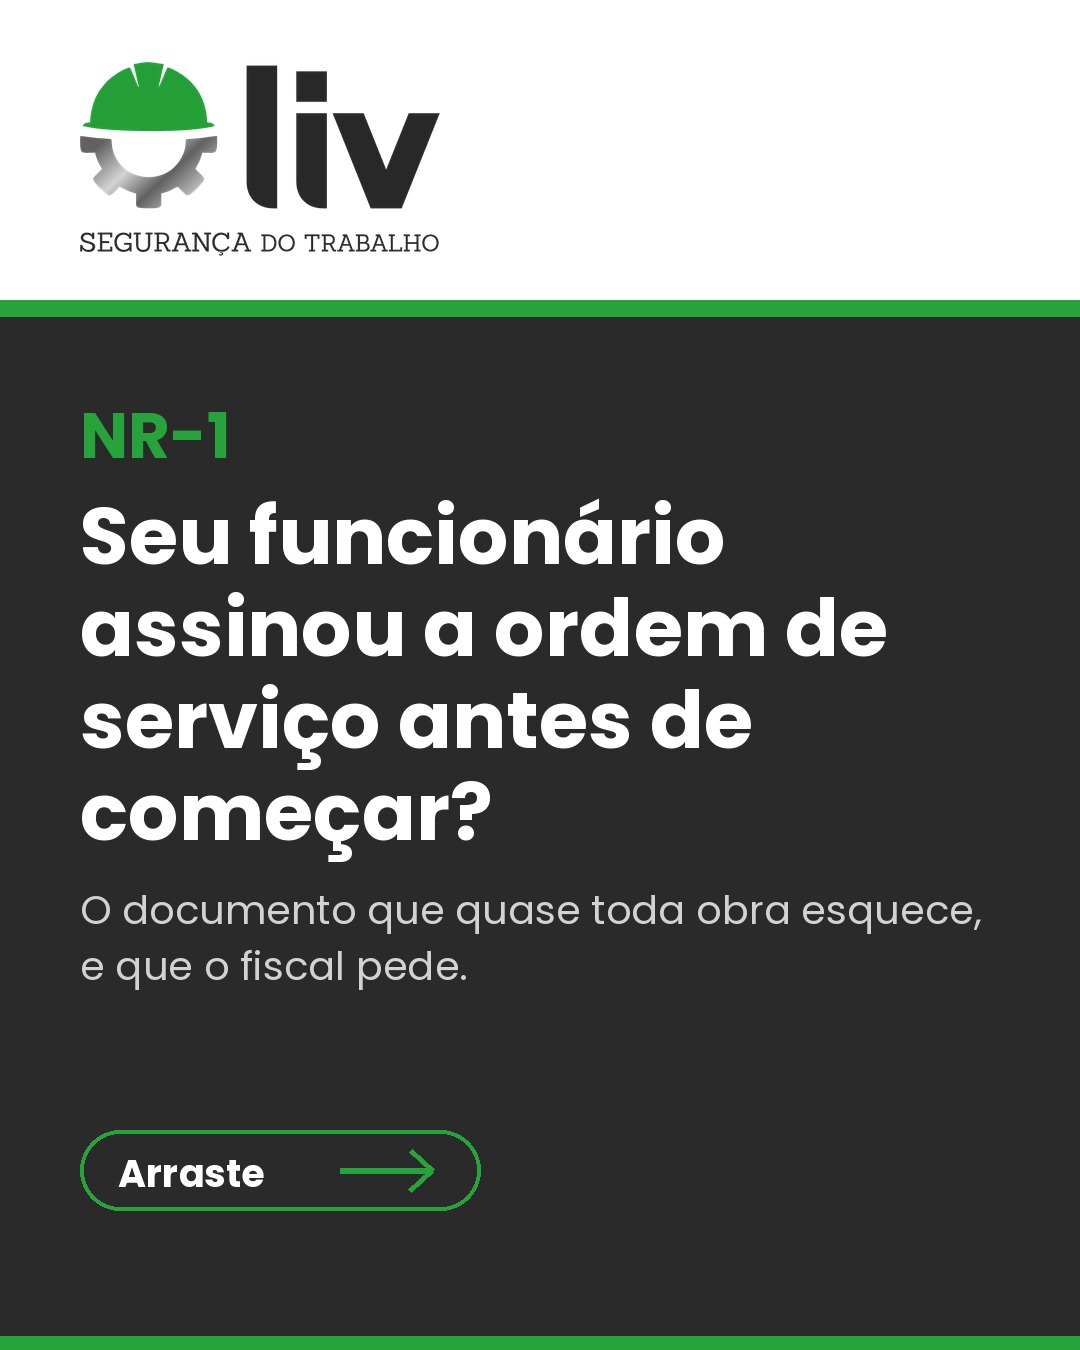 liv
SEGURANÇA DO TRABALHO
NR-1
Seu funcionário
assinou a ordem de
serviço antes de
começar?
O documento que quase toda obra esquece,
e que o fiscal pede.
Arraste